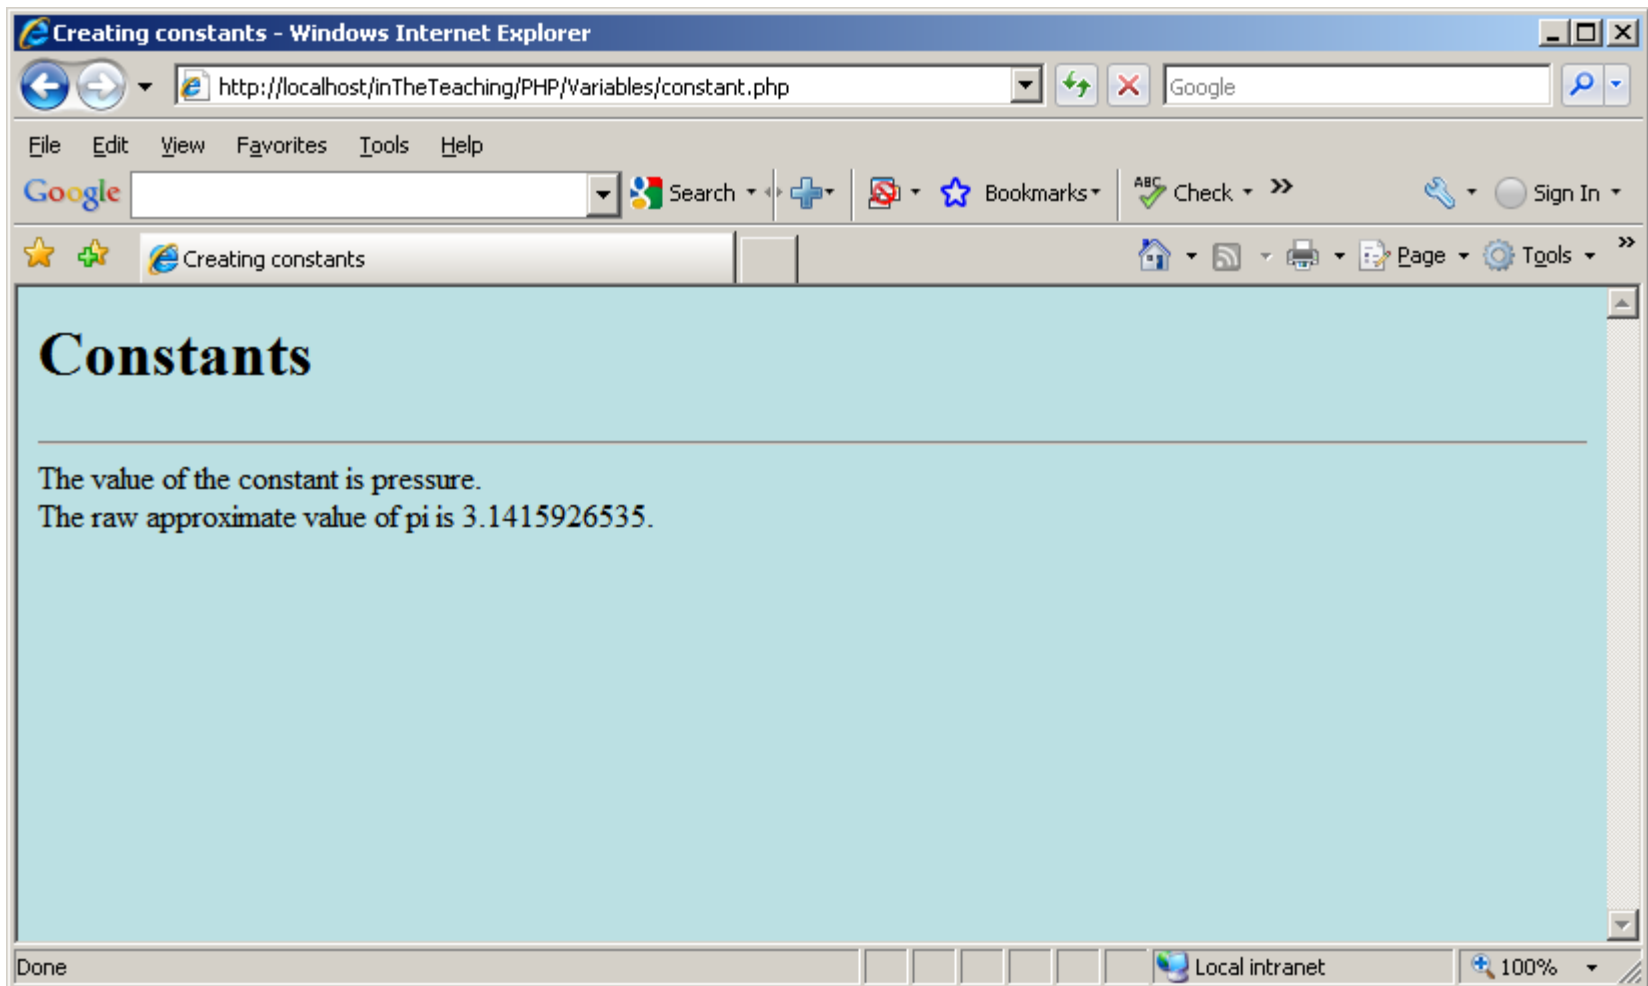 Creating constants - Windows Internet Explorer
http://localhost/inTheTeaching/PHP/Variables/constant.php Google
File Edit View Favorites Tools Help
Google Search Bookmarks ABC Check >> Sign In
Creating constants Page Tools >>
Constants
The value of the constant is pressure.
The raw approximate value of pi is 3.1415926535.
Done Local intranet 100%